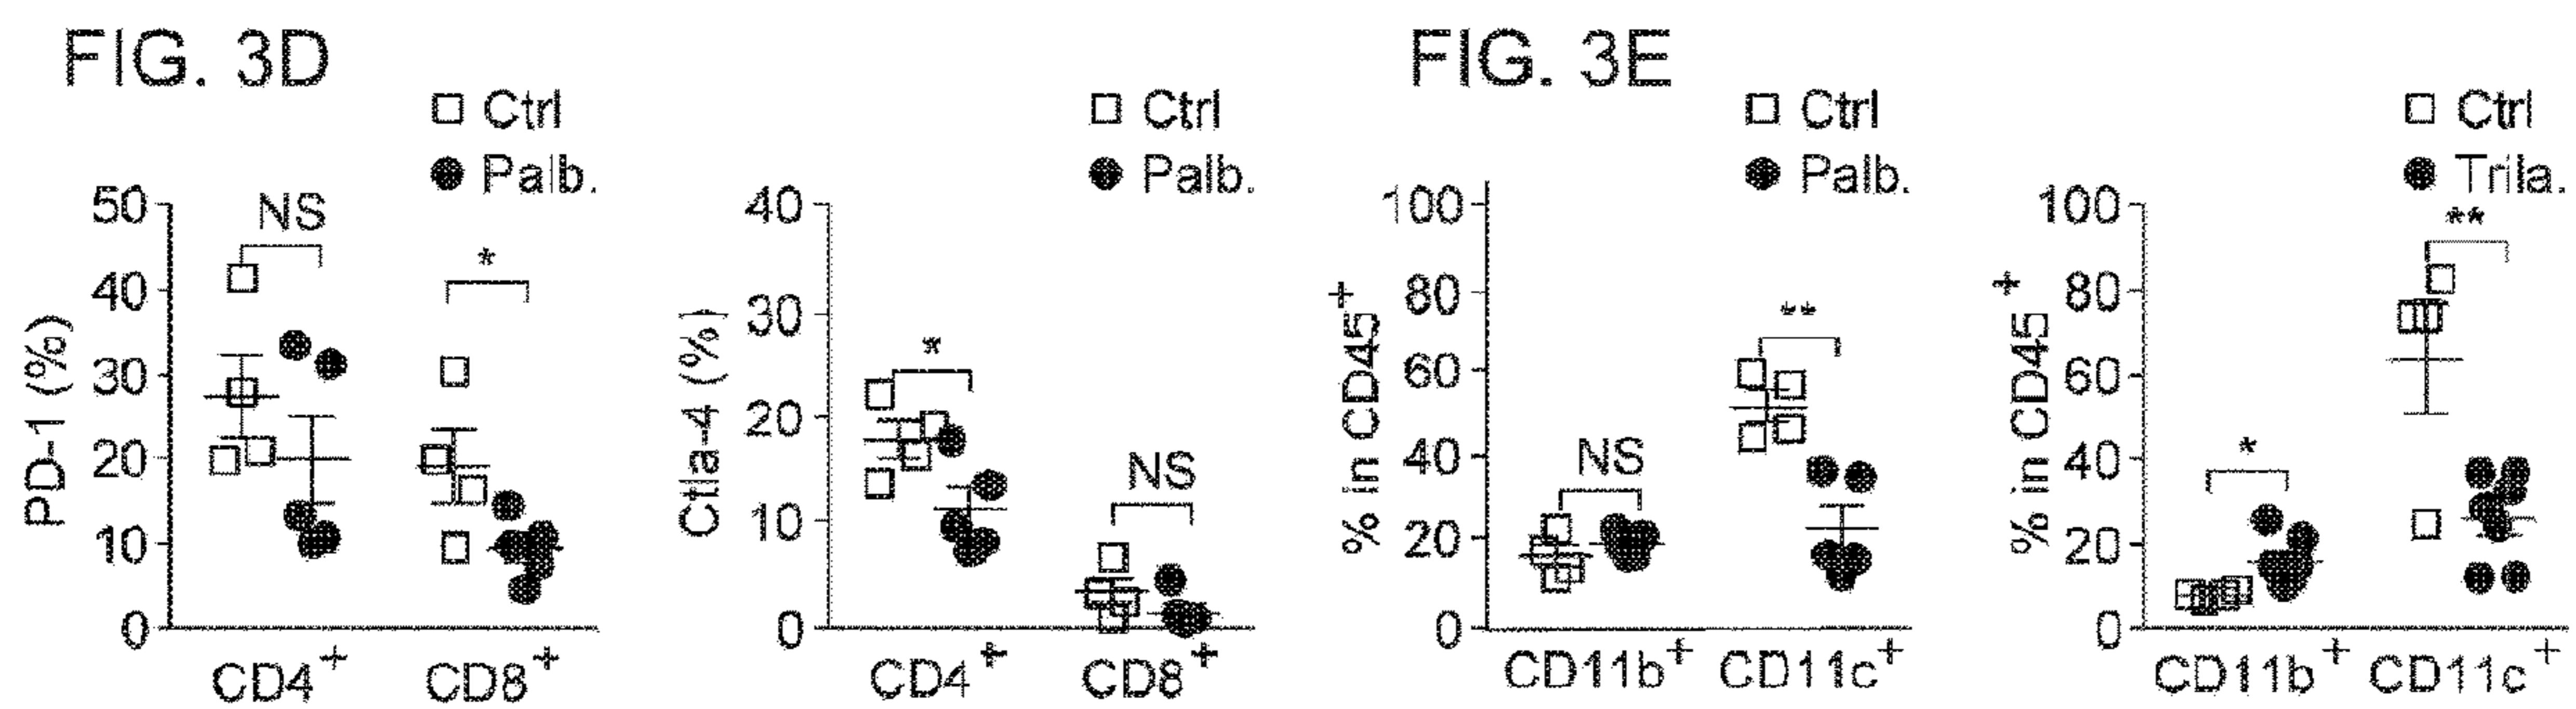 FIG. 3D
□ Ctrl
● Palb.
PD-1 (%)
50
40
30
20
10
0
NS
*
CD4+
CD8+
□ Ctrl
● Palb.
Ctla-4 (%)
40
30
20
10
0
*
NS
CD4+
CD8+
FIG. 3E
□ Ctrl
● Palb.
% in CD45+
100
80
60
40
20
0
NS
**
CD11b+
CD11c+
□ Ctrl
● Trila.
% in CD45+
100
80
60
40
20
0
*
**
CD11b+
CD11c+